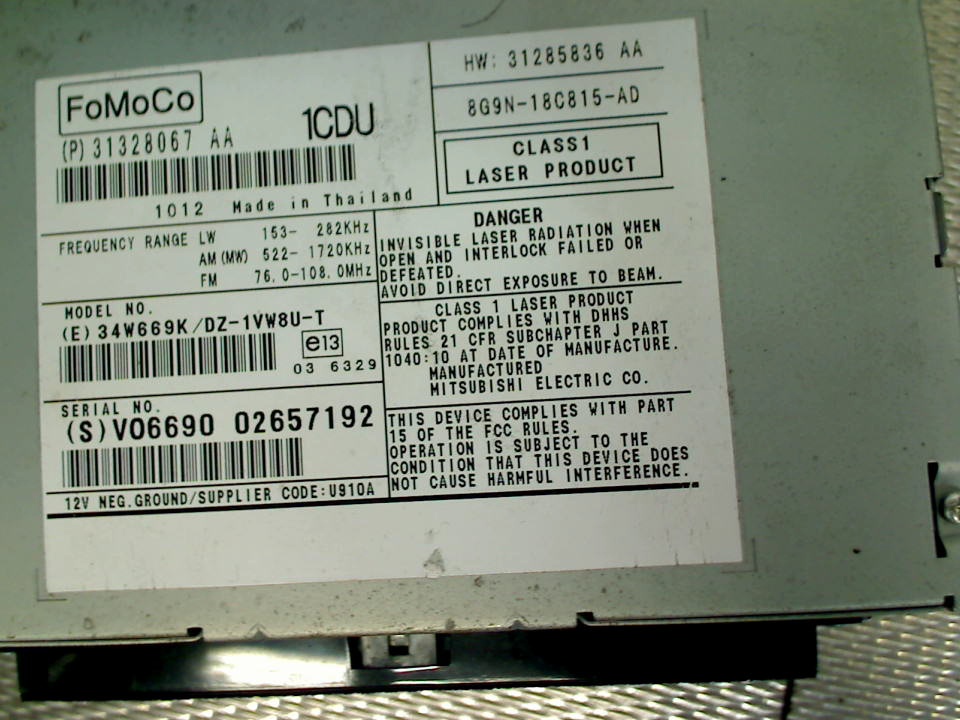 FoMoCo
1CDU
(P) 31328067 AA
1012 Made in Thailand
HW: 31285836 AA
8G9N-18C815-AD
CLASS1
LASER PRODUCT
FREQUENCY RANGE LW 153- 282KHz
AM (MW) 522- 1720KHz
FM 76.0-108.0MHz
DANGER
INVISIBLE LASER RADIATION WHEN
OPEN AND INTERLOCK FAILED OR
DEFEATED.
AVOID DIRECT EXPOSURE TO BEAM.
MODEL NO.
(E) 34W669K/DZ-1VW8U-T
e13
03 6329
CLASS 1 LASER PRODUCT
PRODUCT COMPLIES WITH DHHS
RULES 21 CFR SUBCHAPTER J PART
1040:10 AT DATE OF MANUFACTURE.
MANUFACTURED
MITSUBISHI ELECTRIC CO.
SERIAL NO.
(S) V06690 02657192
THIS DEVICE COMPLIES WITH PART
15 OF THE FCC RULES.
OPERATION IS SUBJECT TO THE
CONDITION THAT THIS DEVICE DOES
NOT CAUSE HARMFUL INTERFERENCE.
12V NEG.GROUND/SUPPLIER CODE:U910A